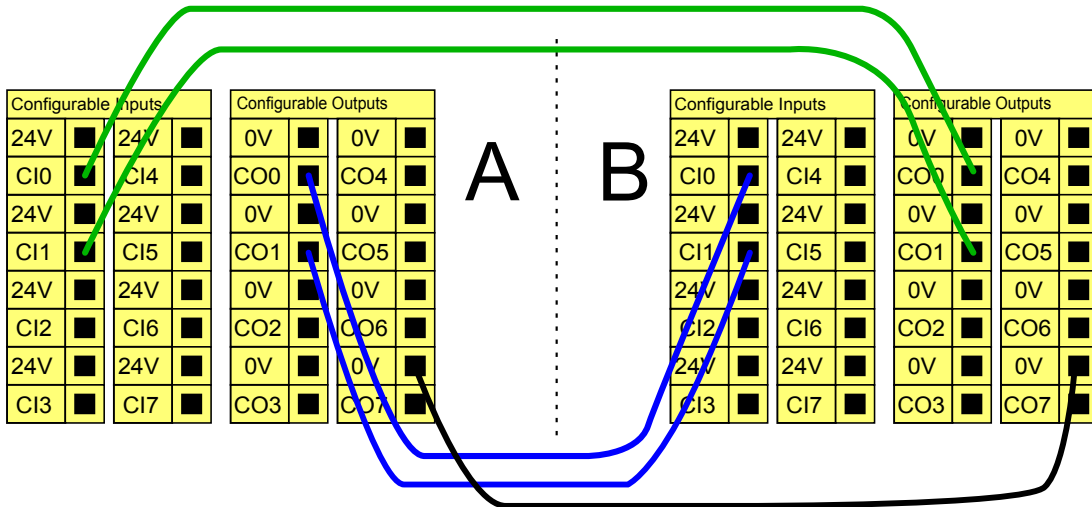 Configurable Inputs
24V 24V
CI0 CI4
24V 24V
CI1 CI5
24V 24V
CI2 CI6
24V 24V
CI3 CI7
Configurable Outputs
0V 0V
CO0 CO4
0V 0V
CO1 CO5
0V 0V
CO2 CO6
0V 0V
CO3 CO7
A
B
Configurable Inputs
24V 24V
CI0 CI4
24V 24V
CI1 CI5
24V 24V
CI2 CI6
24V 24V
CI3 CI7
Configurable Outputs
0V 0V
CO0 CO4
0V 0V
CO1 CO5
0V 0V
CO2 CO6
0V 0V
CO3 CO7